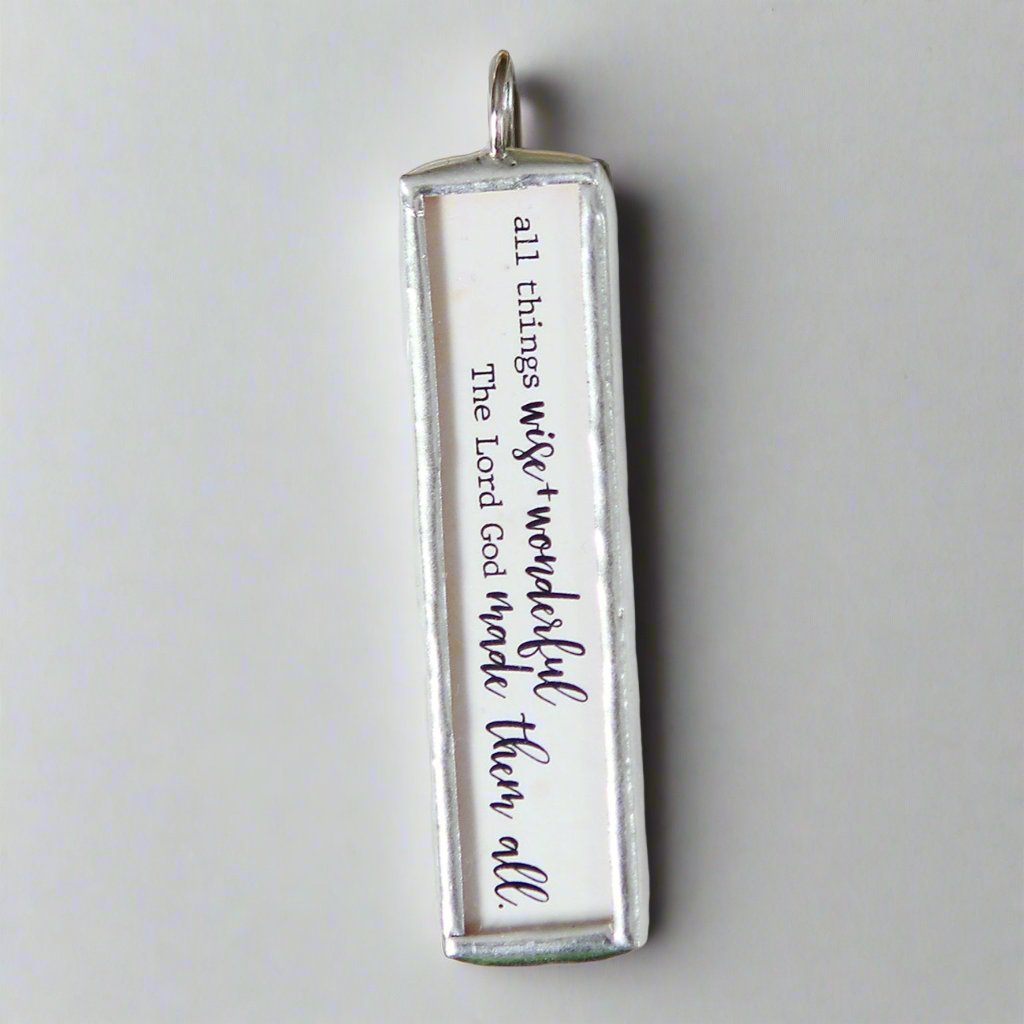 all things wise + wonderful
The Lord God made them all.